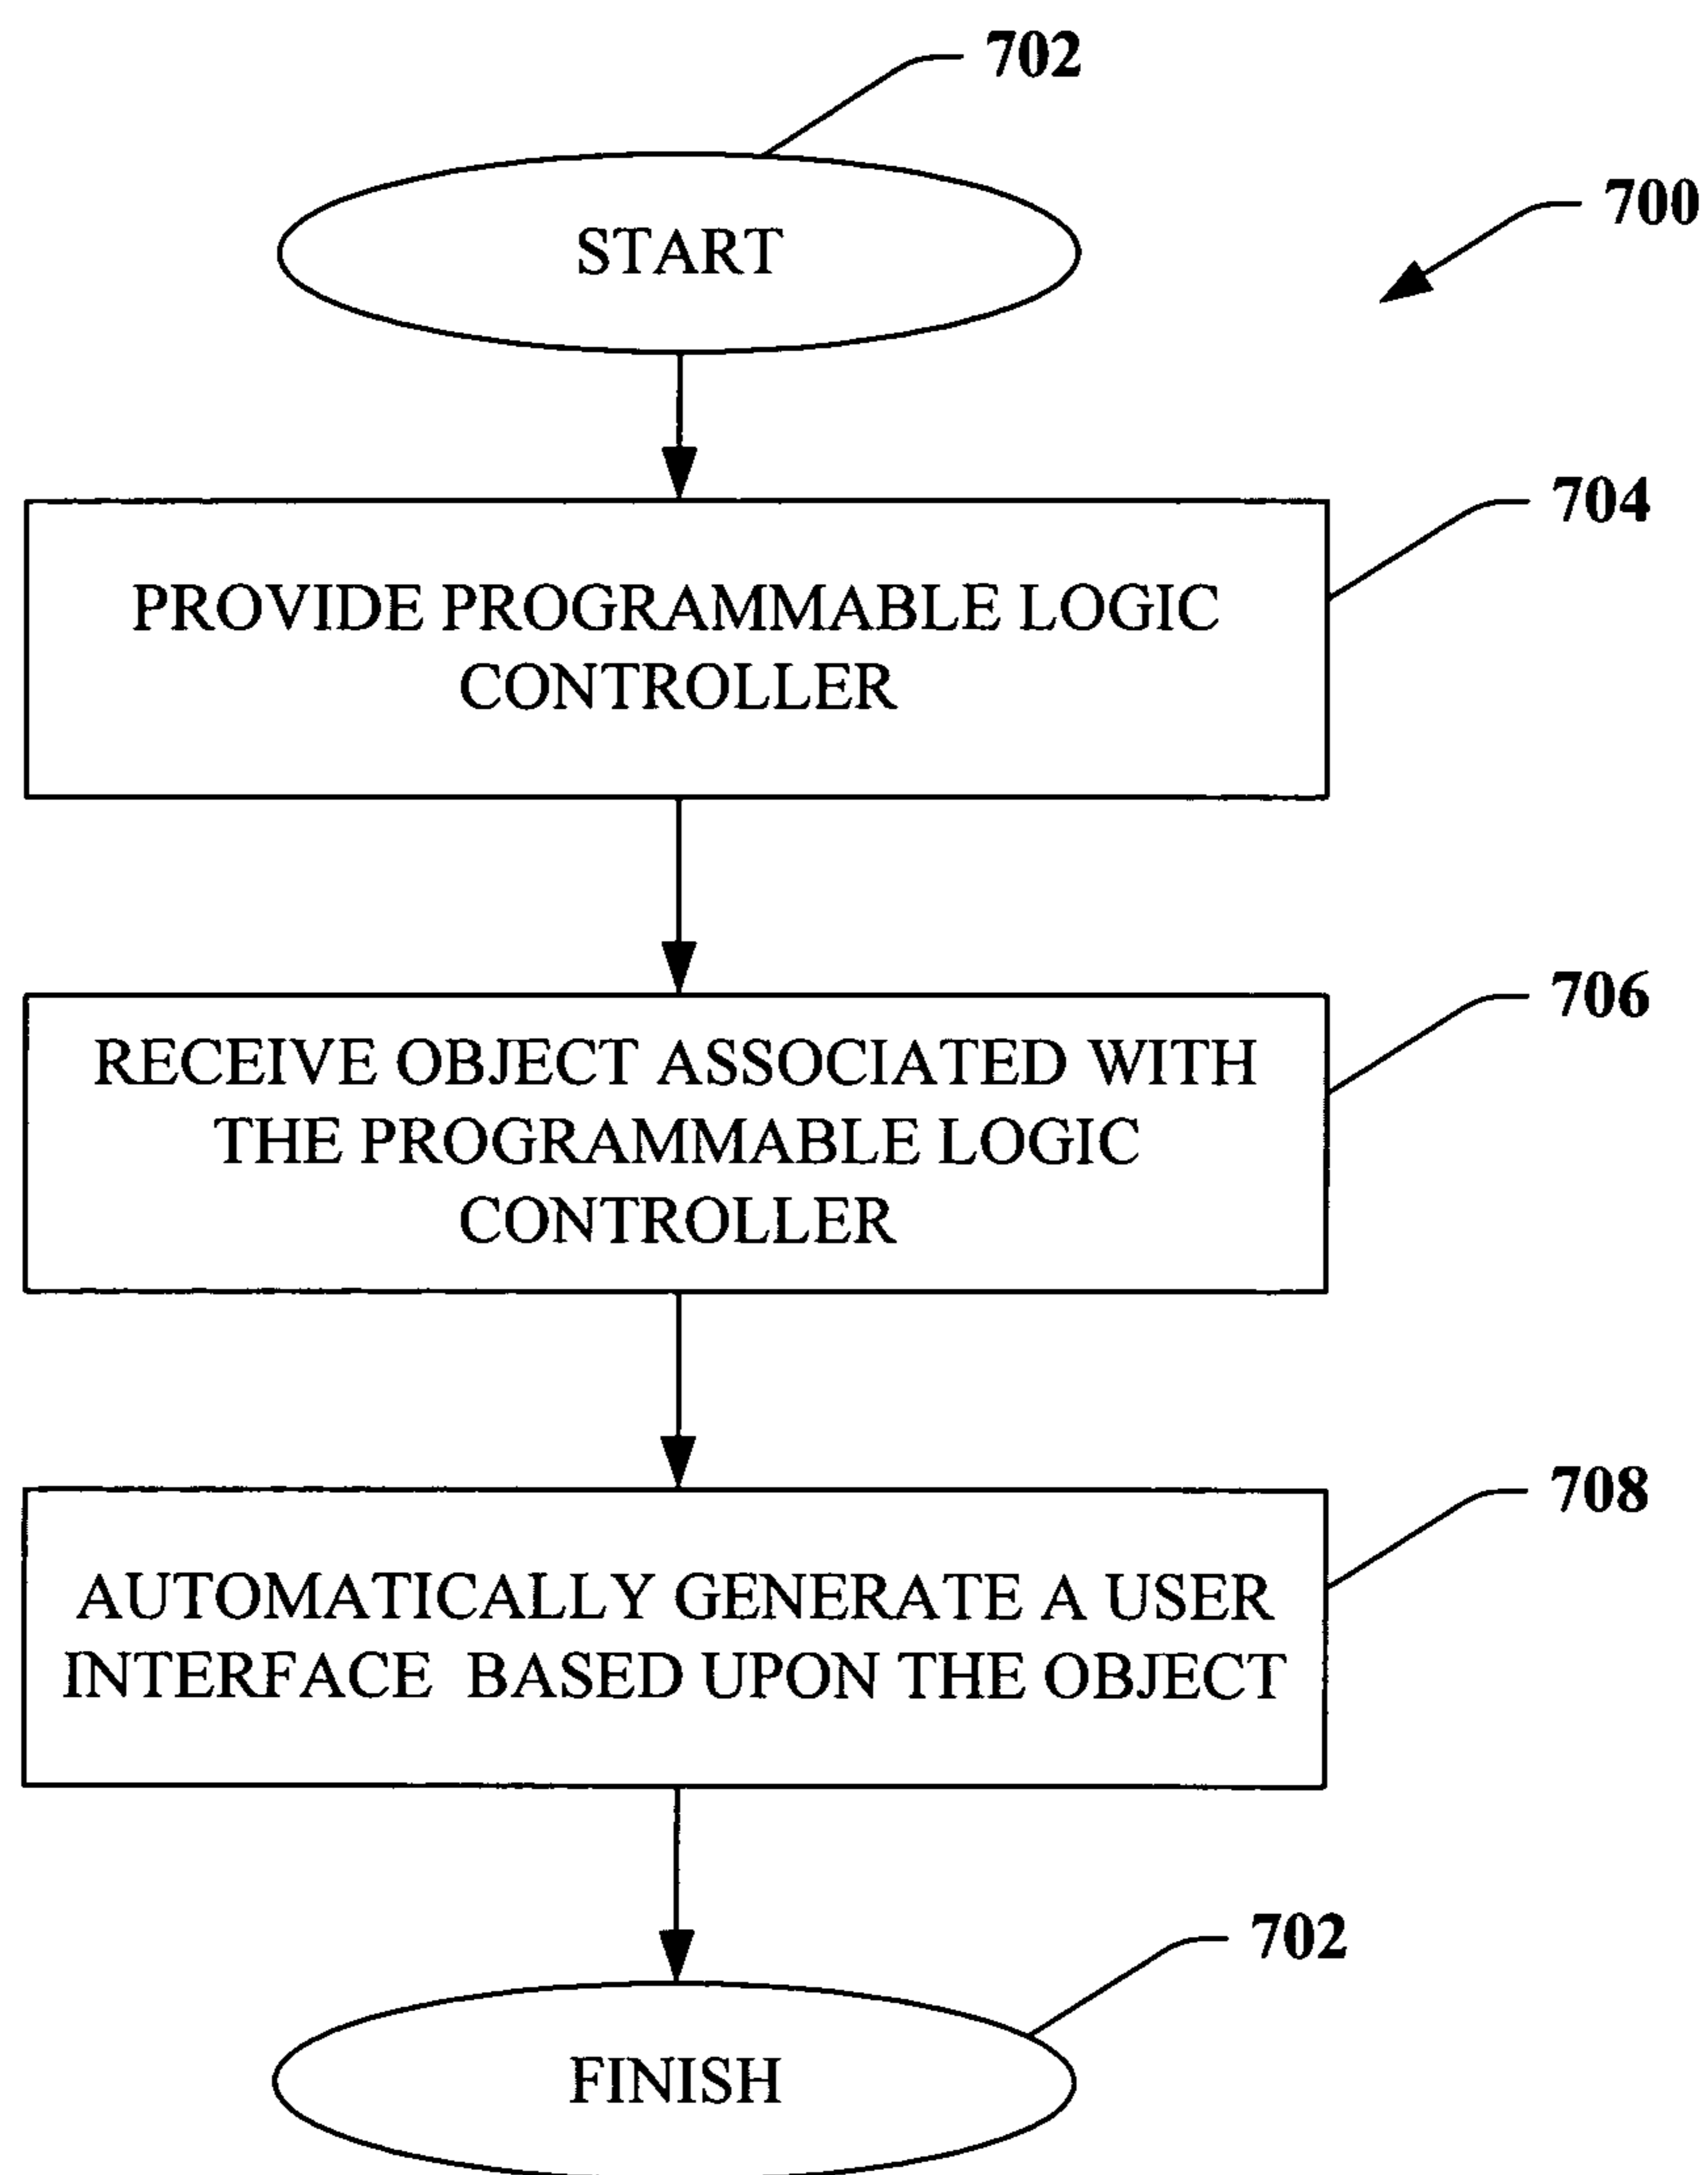 702
700
START
704
PROVIDE PROGRAMMABLE LOGIC
CONTROLLER
706
RECEIVE OBJECT ASSOCIATED WITH
THE PROGRAMMABLE LOGIC
CONTROLLER
708
AUTOMATICALLY GENERATE A USER
INTERFACE BASED UPON THE OBJECT
702
FINISH